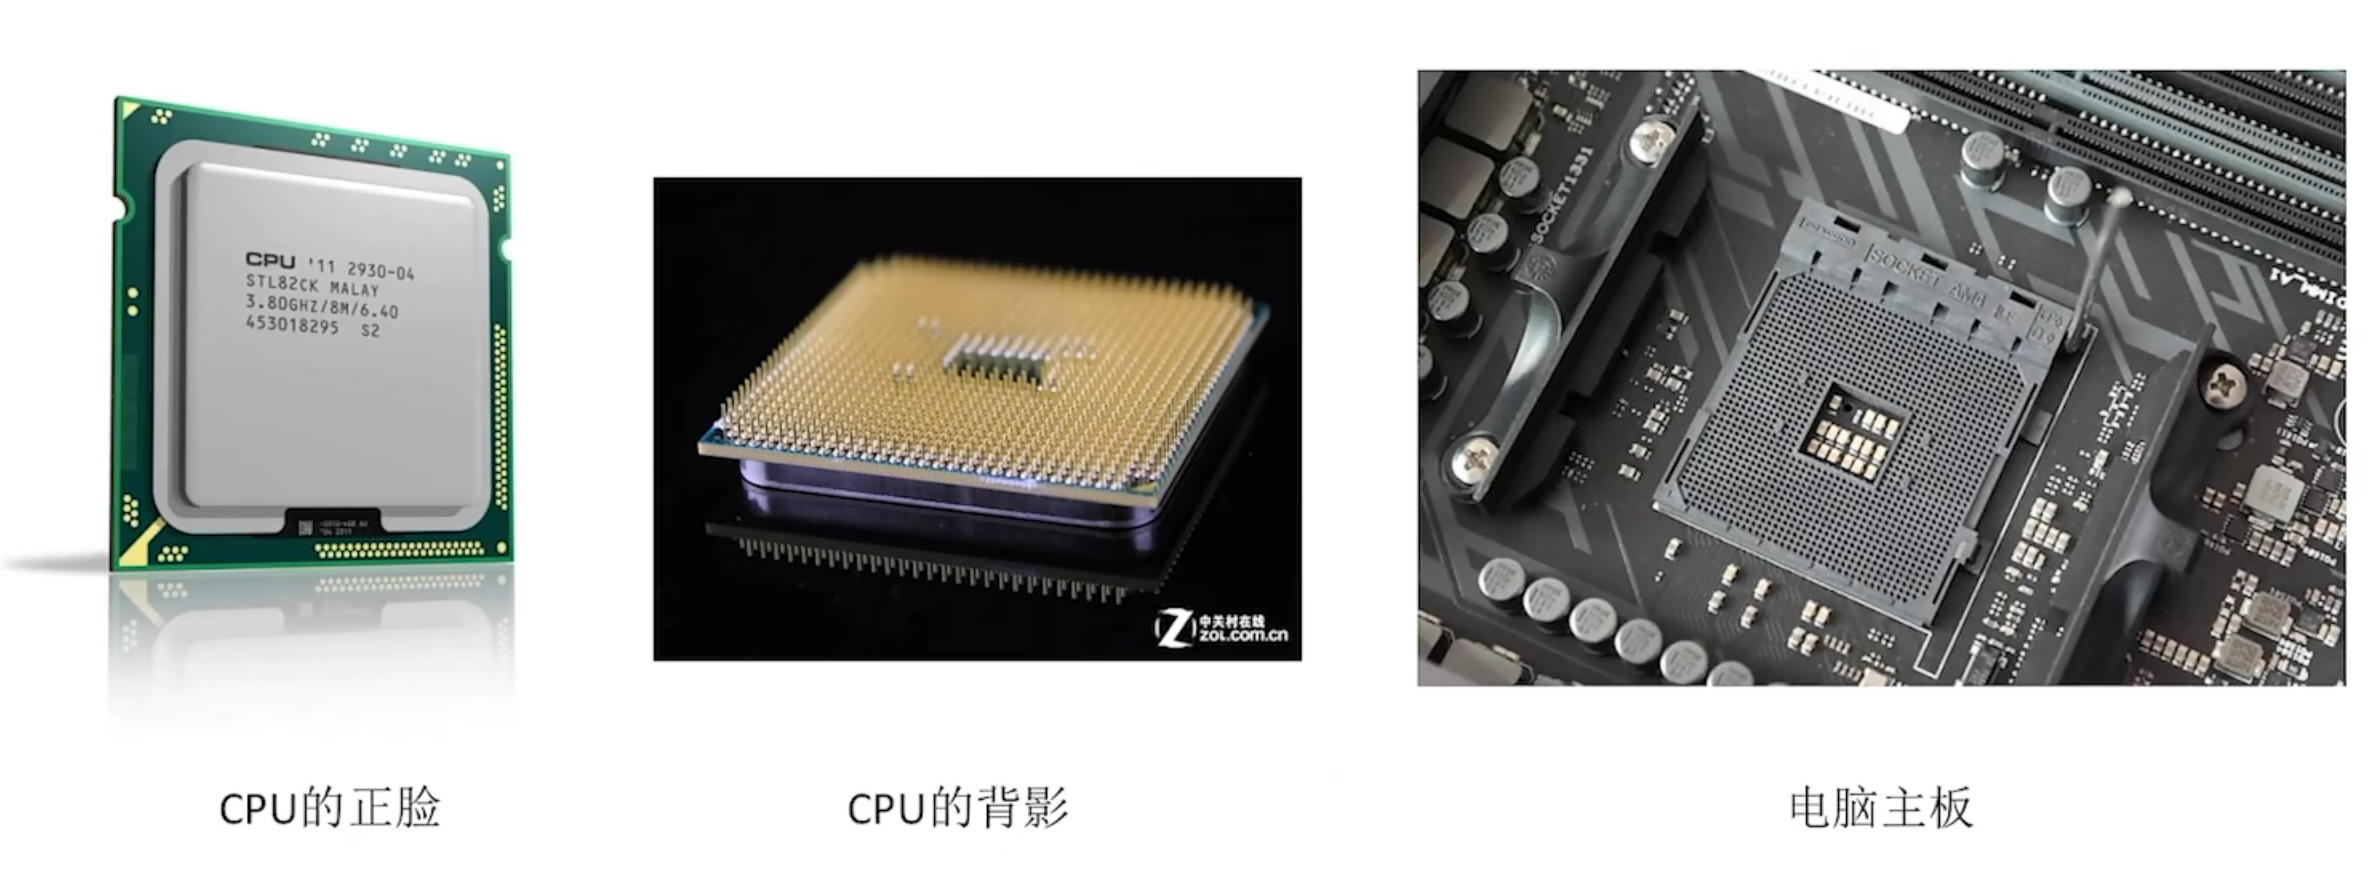 CPU '11 2930-04
STL82CK MALAY
3.80GHZ/8M/6.40
453018295 S2
中关村在线
ZOL.COM.CN
SOCKET1331
SOCKET AM4
CPU的正脸
CPU的背影
电脑主板